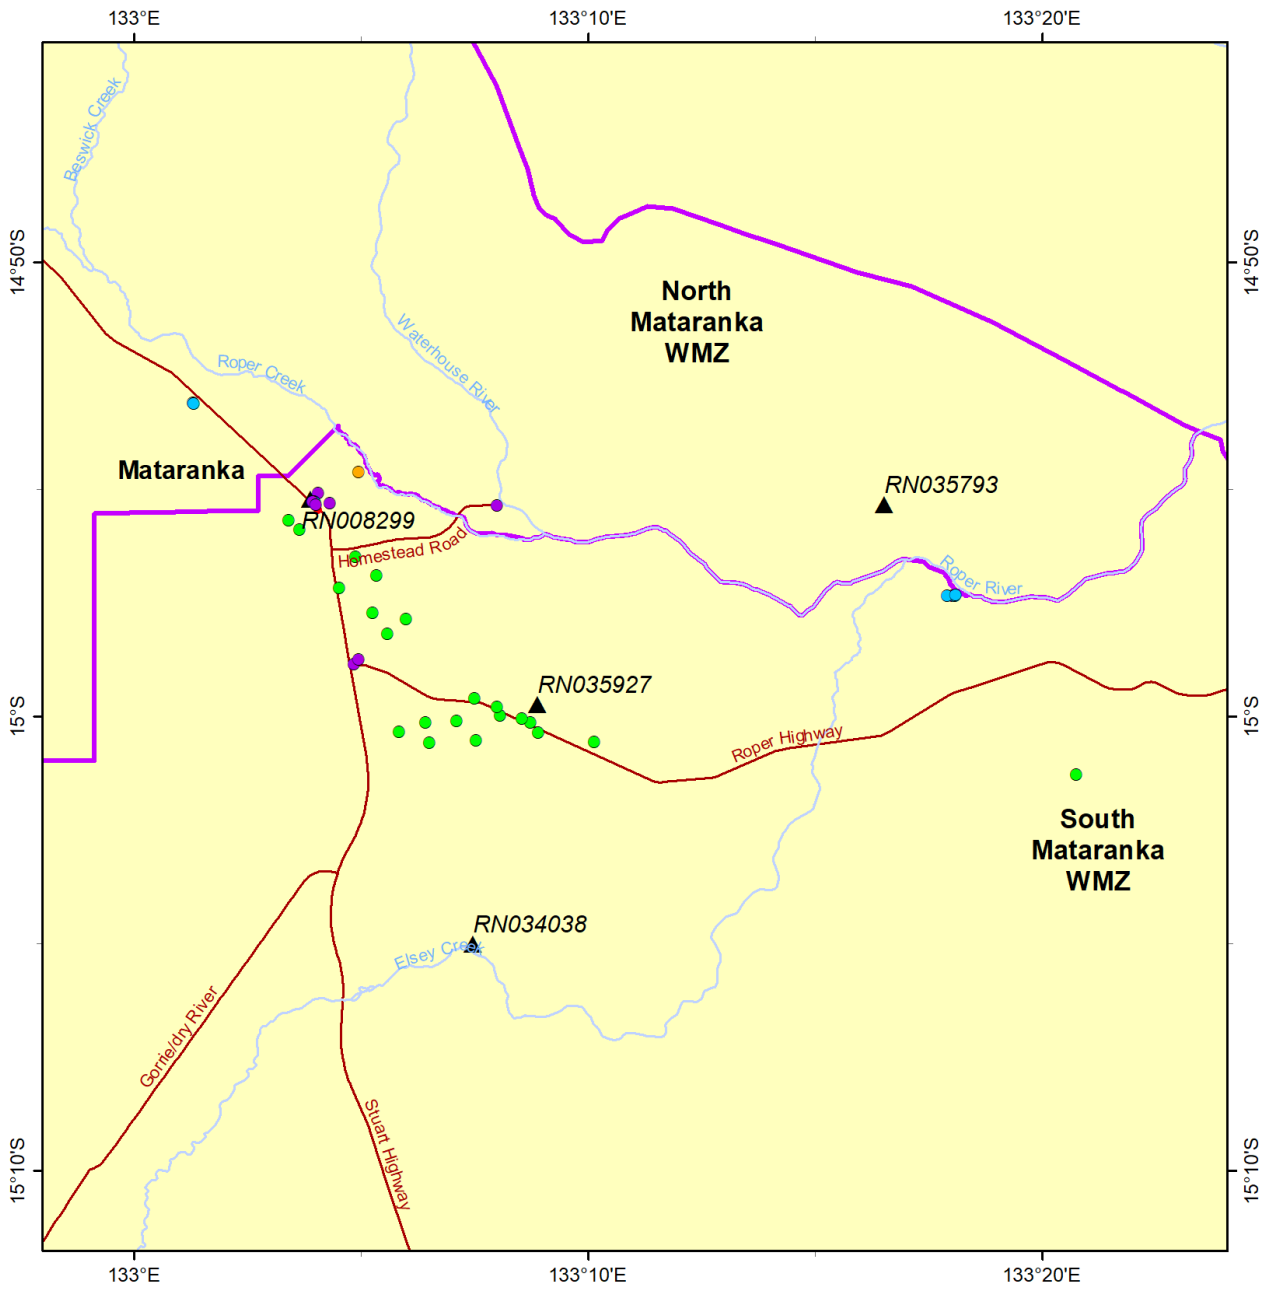 133°E
133°10'E
133°20'E
Beswick Creek
14°50'S
14°50'S
North
Mataranka
WMZ
Waterhouse River
Roper Creek
Mataranka
RN035793
RN008299
Homestead Road
Roper River
RN035927
15°S
15°S
Roper Highway
South
Mataranka
WMZ
RN034038
Elsey Creek
Gorrie/dry River
Stuart Highway
15°10'S
15°10'S
133°E
133°10'E
133°20'E